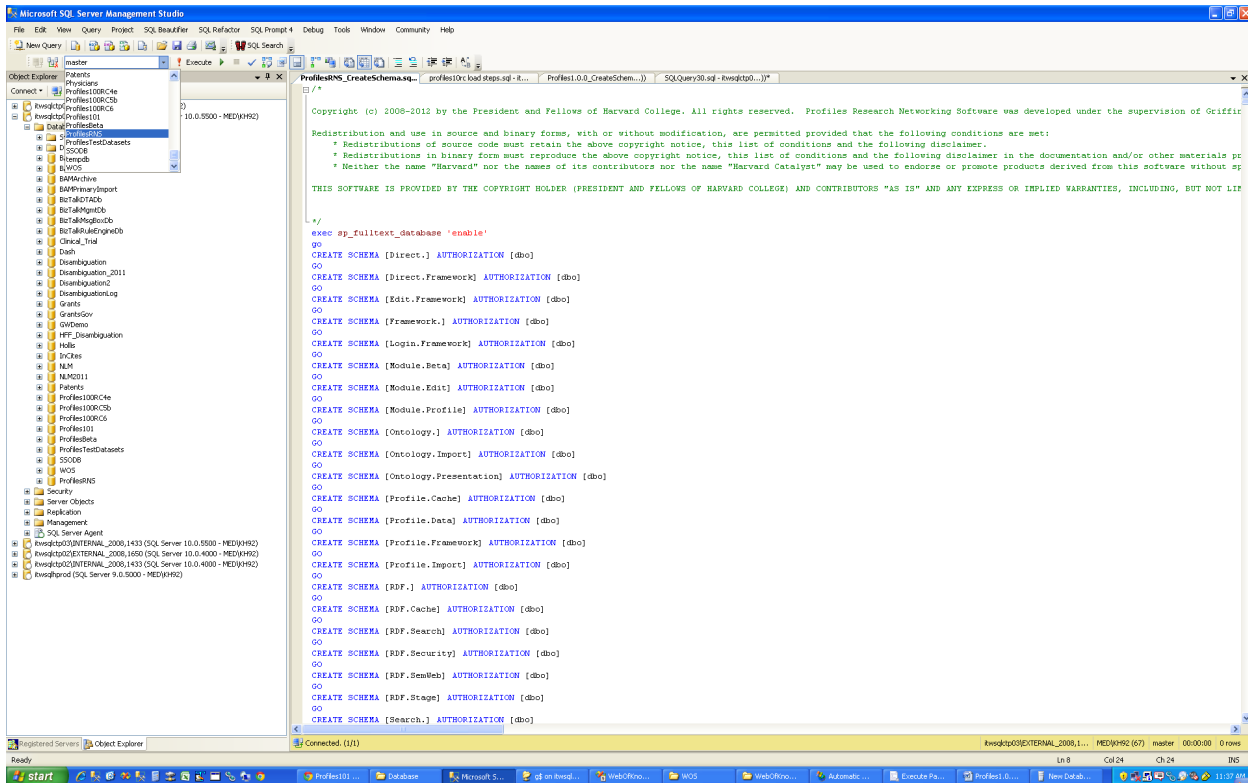 Microsoft SQL Server Management Studio
File Edit View Query Project SQL Beautifier SQL Refactor SQL Prompt 4 Debug Tools Window Community Help
New Query SQL Search
master Execute
Object Explorer
Connect
Patents
Physicians
Profiles100RC4e
Profiles100RC5b
Profiles100RC6
Profiles101
ProfilesBeta
ProfilesRNS
ProfilesTestDatasets
SSODB
tempdb
WOS
10.0.5500 - MED\KH92)
BAMArchive
BAMPrimaryImport
BizTalkDTADb
BizTalkMgmtDb
BizTalkMsgBoxDb
BizTalkRuleEngineDb
Clinical_Trial
Dash
Disambiguation
Disambiguation_2011
Disambiguation2
DisambiguationLog
Grants
GrantsGov
GWDemo
HFF_Disambiguation
Hollis
InCites
NLM
NLM2011
Patents
Profiles100RC4e
Profiles100RC5b
Profiles100RC6
Profiles101
ProfilesBeta
ProfilesTestDatasets
SSODB
WOS
ProfilesRNS
Security
Server Objects
Replication
Management
SQL Server Agent
itwsqlctp03\INTERNAL_2008,1433 (SQL Server 10.0.5500 - MED\KH92)
itwsqlctp02\EXTERNAL_2008,1650 (SQL Server 10.0.4000 - MED\KH92)
itwsqlctp02\INTERNAL_2008,1433 (SQL Server 10.0.4000 - MED\KH92)
itwsqlhprod (SQL Server 9.0.5000 - MED\KH92)
Registered Servers Object Explorer
ProfilesRNS_CreateSchema.sq... profiles10rc load steps.sql - it... Profiles1.0.0_CreateSchem...)) SQLQuery30.sql - itwsqlctp0...))*
/*
Copyright (c) 2008-2012 by the President and Fellows of Harvard College. All rights reserved. Profiles Research Networking Software was developed under the supervision of Griffin
Redistribution and use in source and binary forms, with or without modification, are permitted provided that the following conditions are met:
* Redistributions of source code must retain the above copyright notice, this list of conditions and the following disclaimer.
* Redistributions in binary form must reproduce the above copyright notice, this list of conditions and the following disclaimer in the documentation and/or other materials pr
* Neither the name "Harvard" nor the names of its contributors nor the name "Harvard Catalyst" may be used to endorse or promote products derived from this software without sp
THIS SOFTWARE IS PROVIDED BY THE COPYRIGHT HOLDER (PRESIDENT AND FELLOWS OF HARVARD COLLEGE) AND CONTRIBUTORS "AS IS" AND ANY EXPRESS OR IMPLIED WARRANTIES, INCLUDING, BUT NOT LIM
*/
exec sp_fulltext_database 'enable'
go
CREATE SCHEMA [Direct.] AUTHORIZATION [dbo]
GO
CREATE SCHEMA [Direct.Framework] AUTHORIZATION [dbo]
GO
CREATE SCHEMA [Edit.Framework] AUTHORIZATION [dbo]
GO
CREATE SCHEMA [Framework.] AUTHORIZATION [dbo]
GO
CREATE SCHEMA [Login.Framework] AUTHORIZATION [dbo]
GO
CREATE SCHEMA [Module.Beta] AUTHORIZATION [dbo]
GO
CREATE SCHEMA [Module.Edit] AUTHORIZATION [dbo]
GO
CREATE SCHEMA [Module.Profile] AUTHORIZATION [dbo]
GO
CREATE SCHEMA [Ontology.] AUTHORIZATION [dbo]
GO
CREATE SCHEMA [Ontology.Import] AUTHORIZATION [dbo]
GO
CREATE SCHEMA [Ontology.Presentation] AUTHORIZATION [dbo]
GO
CREATE SCHEMA [Profile.Cache] AUTHORIZATION [dbo]
GO
CREATE SCHEMA [Profile.Data] AUTHORIZATION [dbo]
GO
CREATE SCHEMA [Profile.Framework] AUTHORIZATION [dbo]
GO
CREATE SCHEMA [Profile.Import] AUTHORIZATION [dbo]
GO
CREATE SCHEMA [RDF.] AUTHORIZATION [dbo]
GO
CREATE SCHEMA [RDF.Cache] AUTHORIZATION [dbo]
GO
CREATE SCHEMA [RDF.Search] AUTHORIZATION [dbo]
GO
CREATE SCHEMA [RDF.Security] AUTHORIZATION [dbo]
GO
CREATE SCHEMA [RDF.SemWeb] AUTHORIZATION [dbo]
GO
CREATE SCHEMA [RDF.Stage] AUTHORIZATION [dbo]
GO
CREATE SCHEMA [Search.] AUTHORIZATION [dbo]
Connected. (1/1) itwsqlctp03\EXTERNAL_2008,1... MED\KH92 (67) master 00:00:00 0 rows
Ready Ln 8 Col 24 Ch 24 INS
start Profiles101 ... Database Microsoft S... g$ on itwsql... WebOfKno... WOS WebOfKno... Automatic ... Execute Pa... Profiles1.0.... New Datab... 11:37 AM